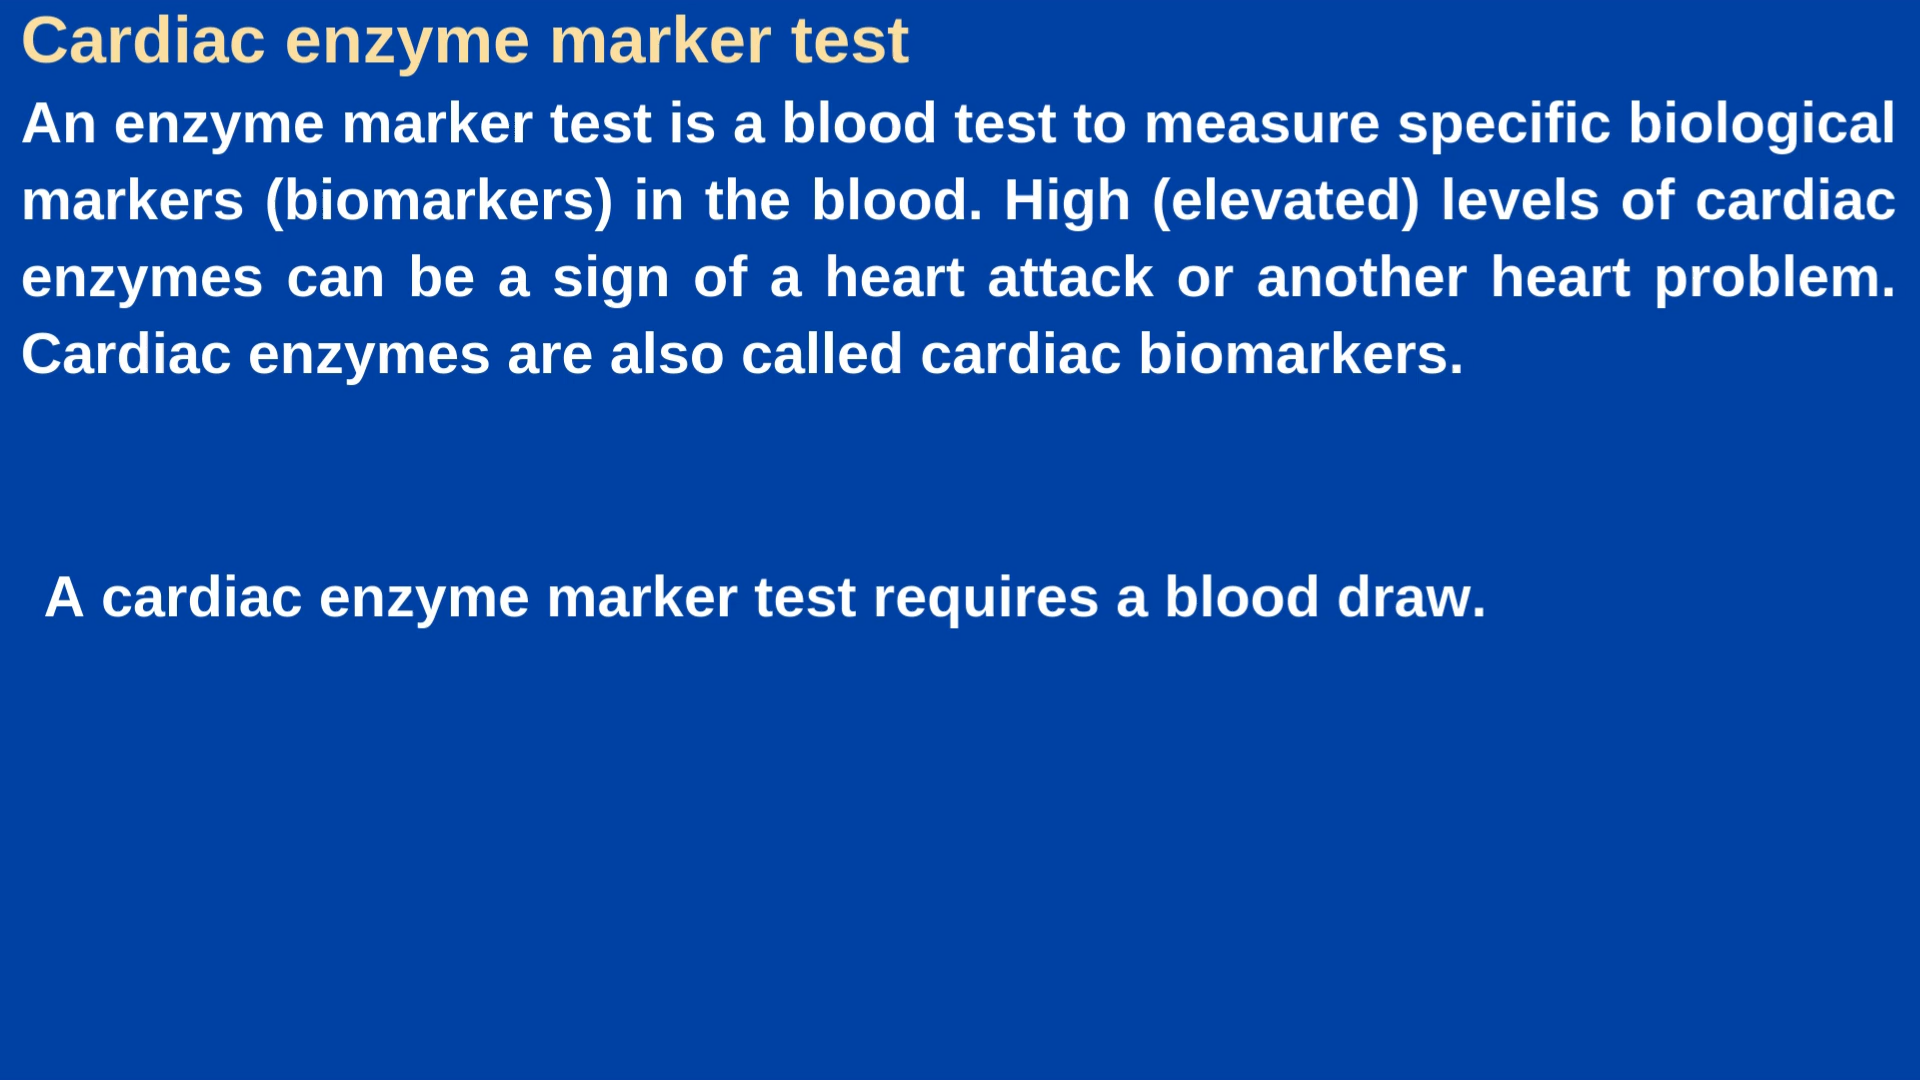 Cardiac enzyme marker test
An enzyme marker test is a blood test to measure specific biological
markers (biomarkers) in the blood. High (elevated) levels of cardiac
enzymes can be a sign of a heart attack or another heart problem.
Cardiac enzymes are also called cardiac biomarkers.
A cardiac enzyme marker test requires a blood draw.